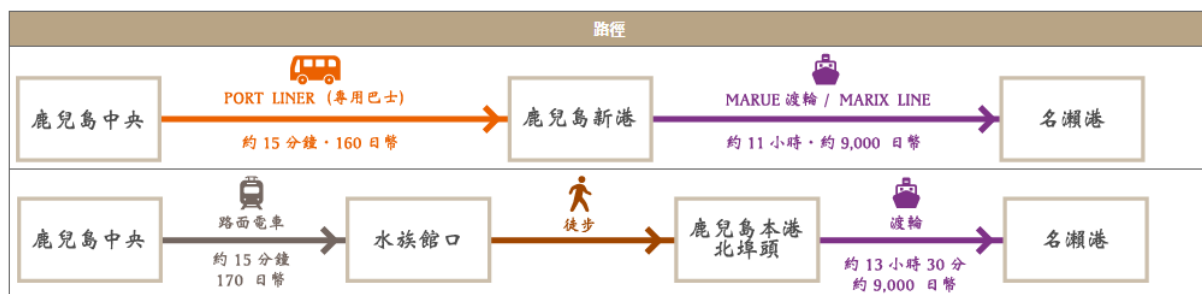 路徑
鹿兒島中央
PORT LINER (專用巴士)
約 15 分鐘・160 日幣
鹿兒島新港
MARUE 渡輪 / MARIX LINE
約 11 小時・約 9,000 日幣
名瀨港
鹿兒島中央
路面電車
約 15 分鐘
170 日幣
水族館口
徒步
鹿兒島本港
北埠頭
渡輪
約 13 小時 30 分
約 9,000 日幣
名瀨港